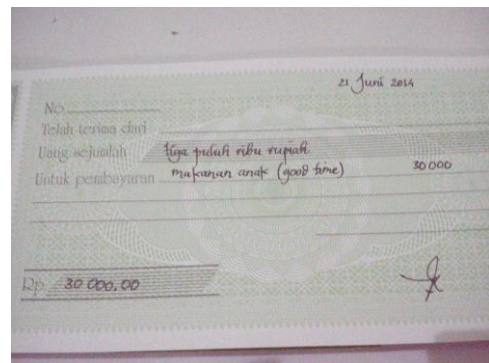 21 Juni 2014
No.
Telah terima dari
Uang sejumlah tiga puluh ribu rupiah
Untuk pembayaran makanan anak (good time) 30 000
Rp. 30 000,00